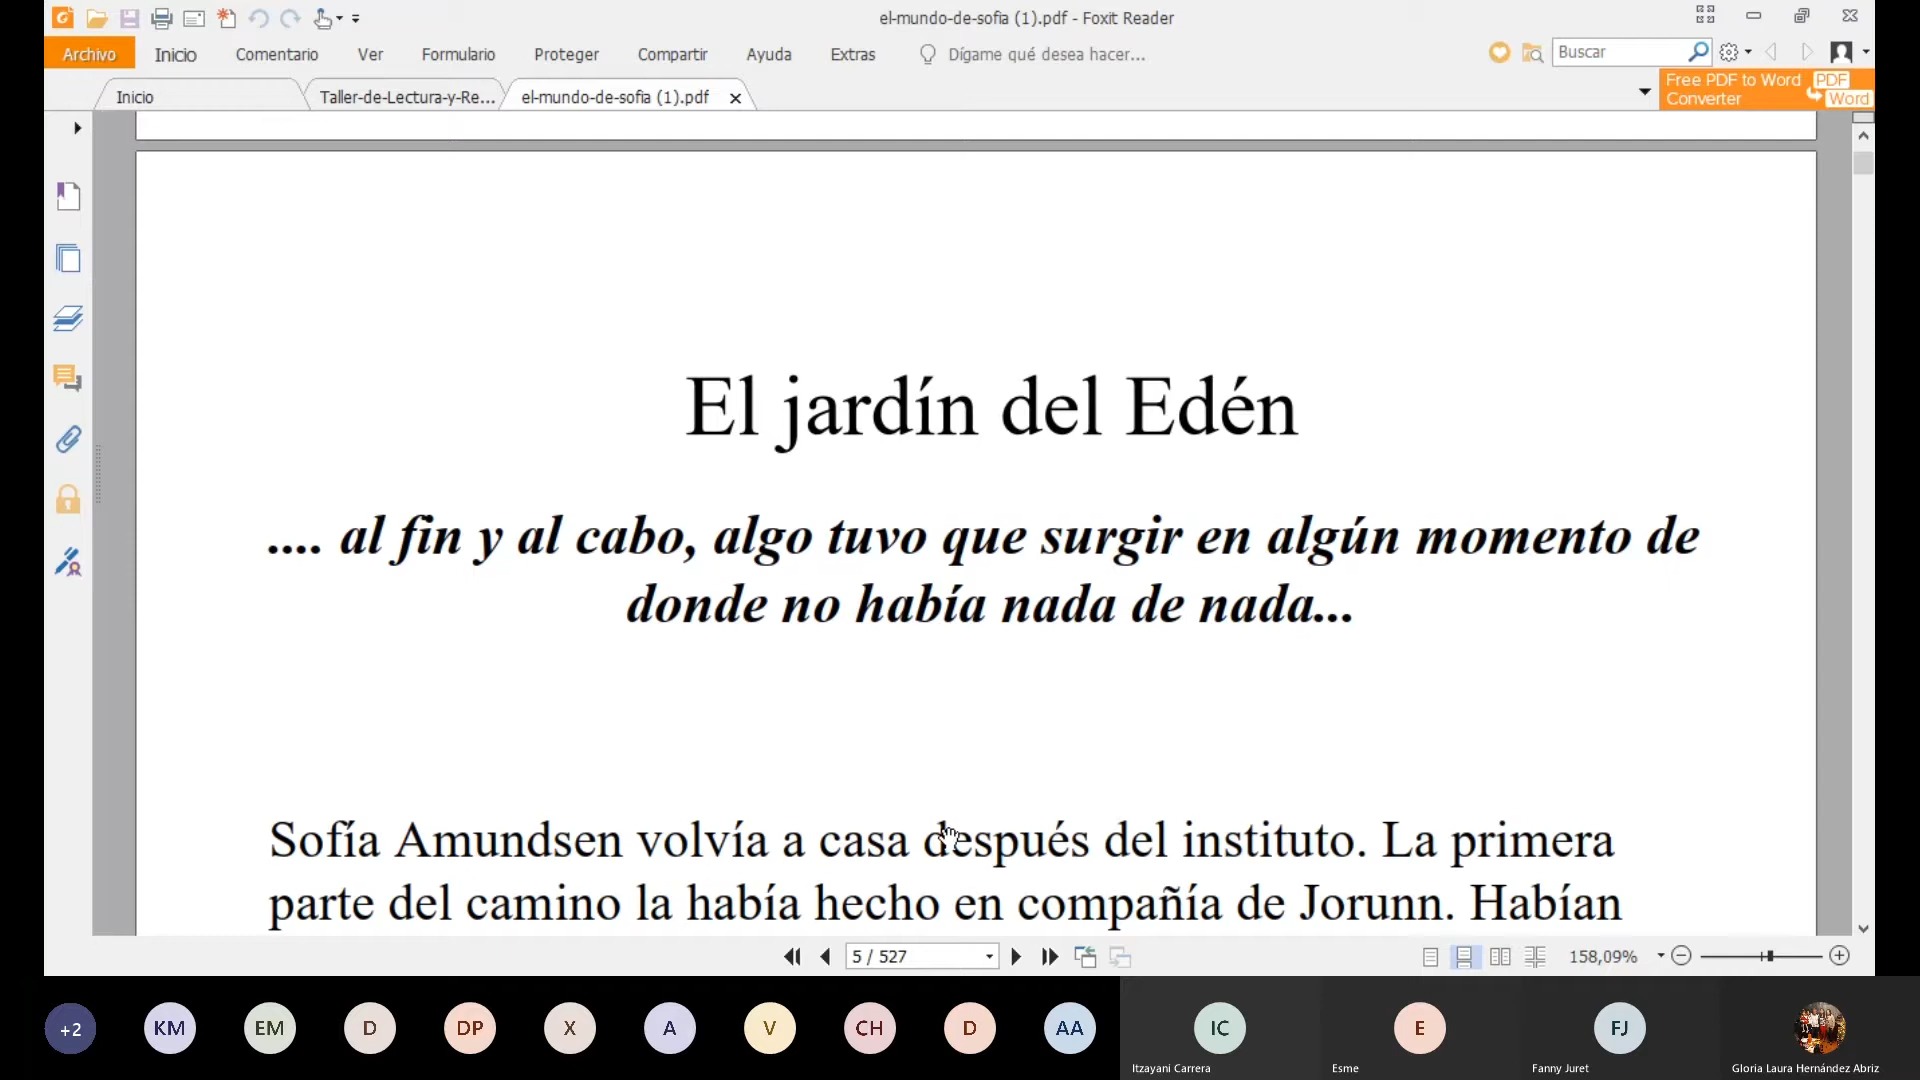 el-mundo-de-sofia (1).pdf - Foxit Reader
Archivo Inicio Comentario Ver Formulario Proteger Compartir Ayuda Extras Dígame qué desea hacer... Buscar
Inicio Taller-de-Lectura-y-Re... el-mundo-de-sofia (1).pdf
Free PDF to Word PDF
Converter Word
El jardín del Edén
.... al fin y al cabo, algo tuvo que surgir en algún momento de
donde no había nada de nada...
Sofía Amundsen volvía a casa después del instituto. La primera
parte del camino la había hecho en compañía de Jorunn. Habían
5 / 527 158,09%
+2 KM EM D DP X A V CH D AA IC E FJ
Itzayani Carrera Esme Fanny Juret Gloria Laura Hernández Abriz